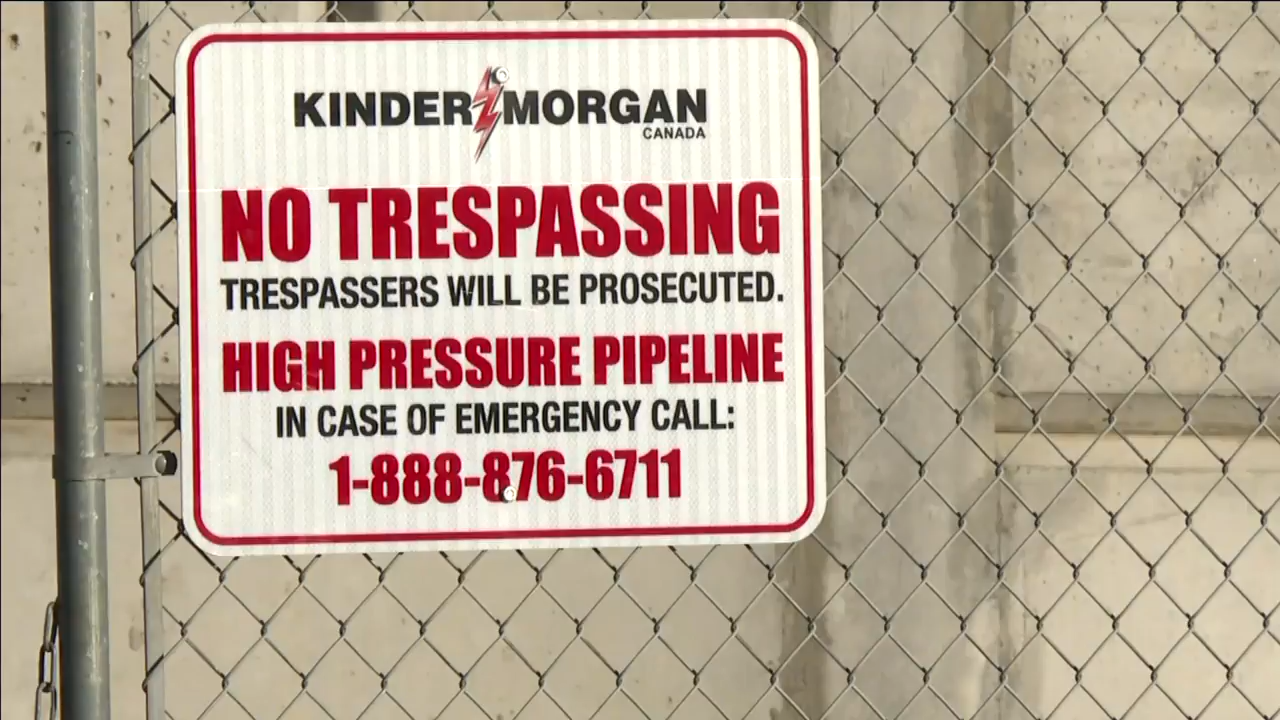 KINDER MORGAN
CANADA
NO TRESPASSING
TRESPASSERS WILL BE PROSECUTED.
HIGH PRESSURE PIPELINE
IN CASE OF EMERGENCY CALL:
1-888-876-6711